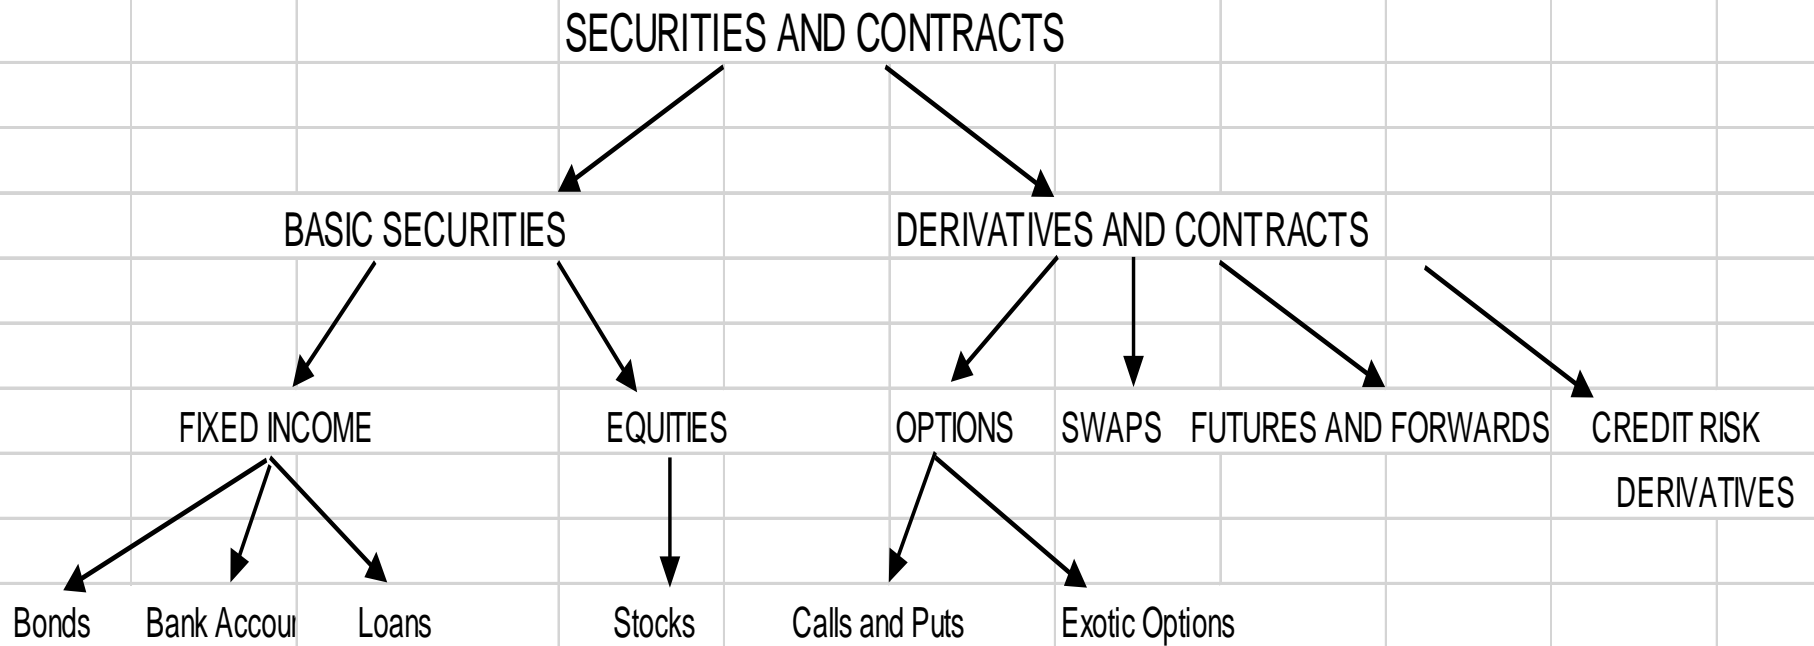 SECURITIES AND CONTRACTS
BASIC SECURITIES DERIVATIVES AND CONTRACTS
FIXED INCOME EQUITIES OPTIONS SWAPS FUTURES AND FORWARDS CREDIT RISK
DERIVATIVES
Bonds Bank Accour Loans Stocks Calls and Puts Exotic Options